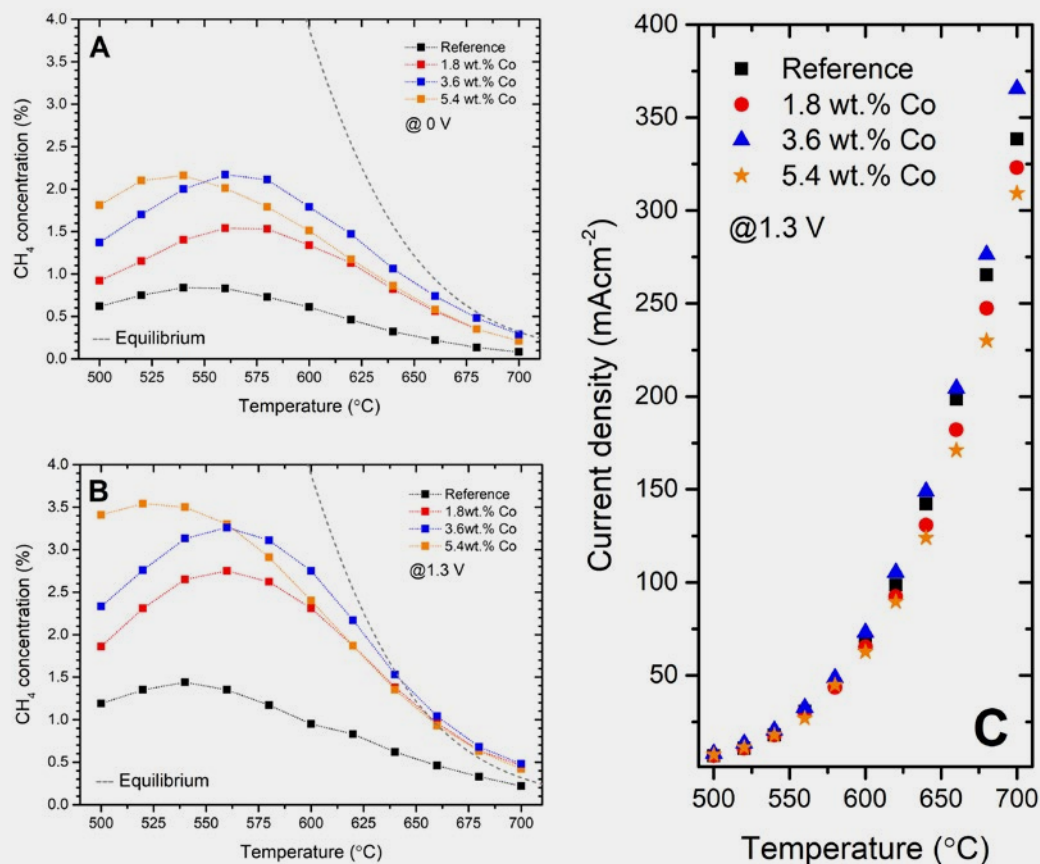 A
Reference
1.8 wt.% Co
3.6 wt.% Co
5.4 wt.% Co
@ 0 V
Equilibrium
CH₄ concentration (%)
4.0
3.5
3.0
2.5
2.0
1.5
1.0
0.5
0.0
500 525 550 575 600 625 650 675 700
Temperature (°C)
B
Reference
1.8wt.% Co
3.6wt.% Co
5.4wt.% Co
@1.3 V
Equilibrium
CH₄ concentration (%)
4.0
3.5
3.0
2.5
2.0
1.5
1.0
0.5
0.0
500 525 550 575 600 625 650 675 700
Temperature (°C)
Reference
1.8 wt.% Co
3.6 wt.% Co
5.4 wt.% Co
@1.3 V
C
Current density (mAcm⁻²)
400
350
300
250
200
150
100
50
500 550 600 650 700
Temperature (°C)